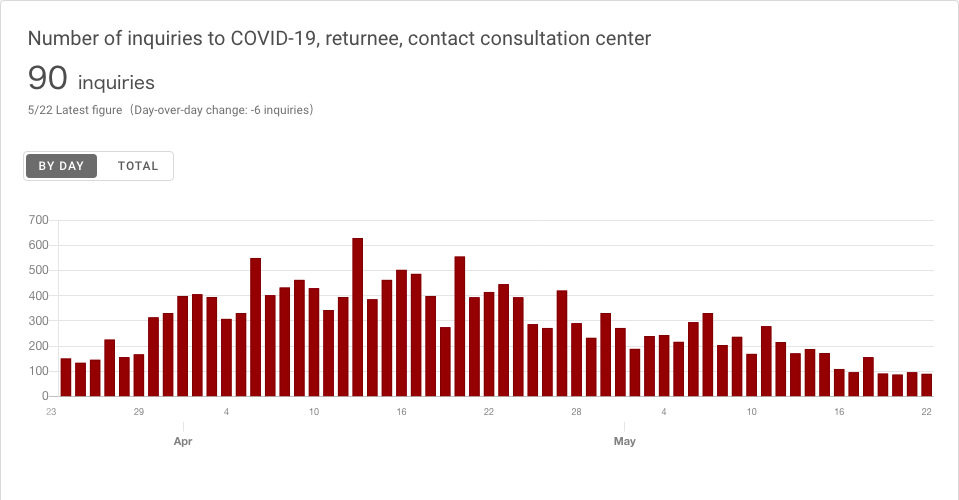 Number of inquiries to COVID-19, returnee, contact consultation center
90 inquiries
5/22 Latest figure（Day-over-day change: -6 inquiries）
BY DAY TOTAL
700
600
500
400
300
200
100
0
23 29 4 10 16 22 28 4 10 16 22
Apr May